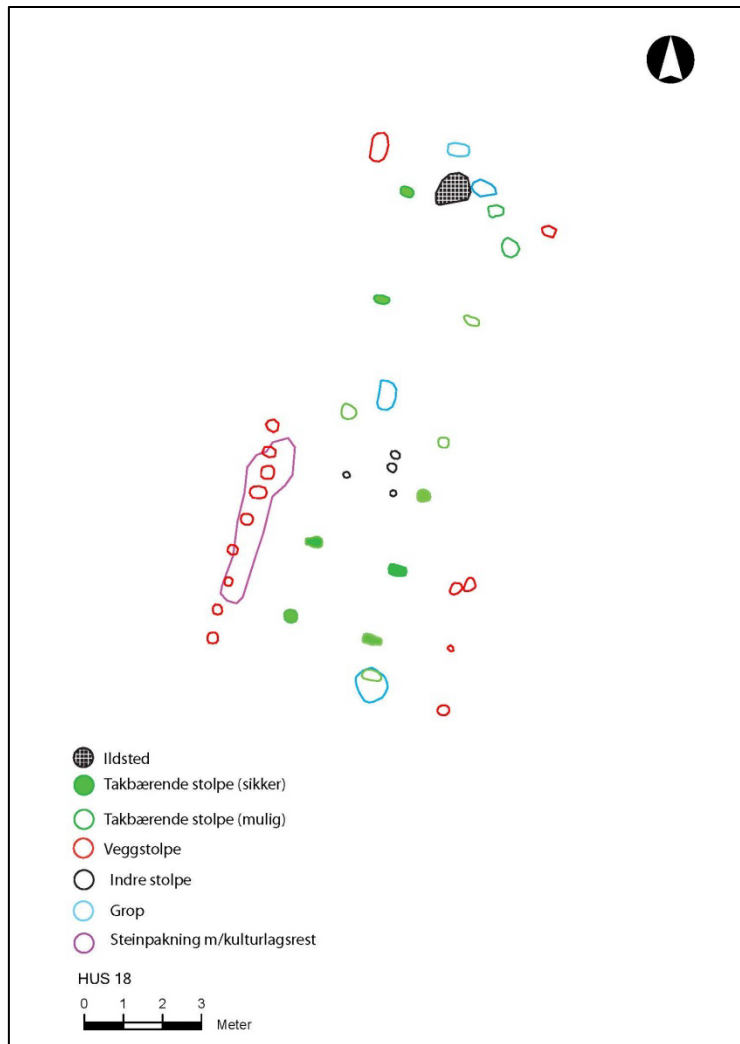 Ildsted
Takbærende stolpe (sikker)
Takbærende stolpe (mulig)
Veggstolpe
Indre stolpe
Grop
Steinpakning m/kulturlagsrest
HUS 18
0 1 2 3
Meter